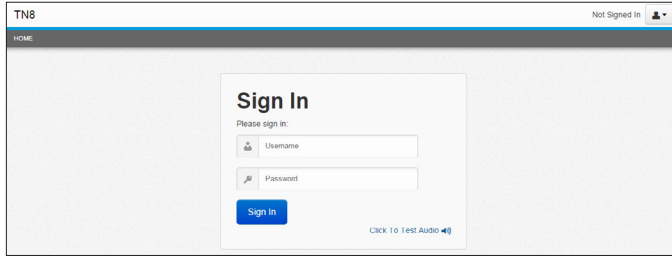 TN8
Not Signed In
HOME
Sign In
Please sign in:
Username
Password
Sign In
Click To Test Audio